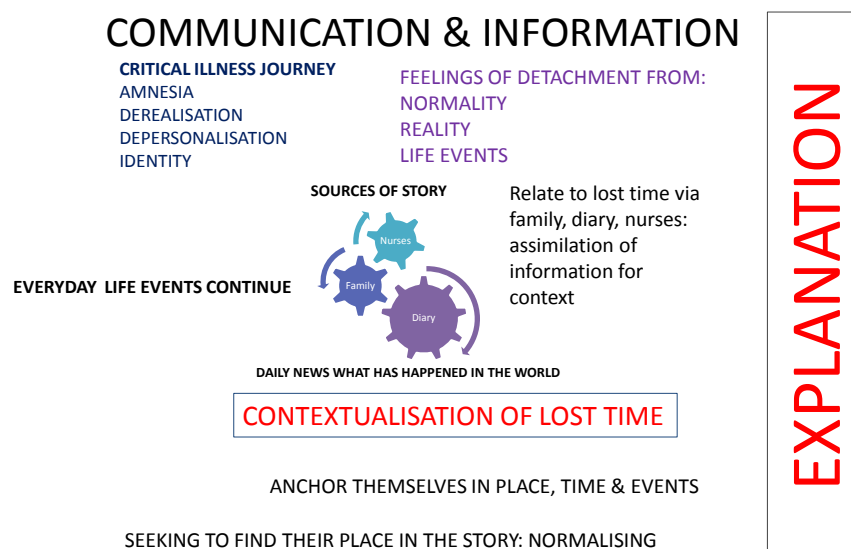 COMMUNICATION & INFORMATION
CRITICAL ILLNESS JOURNEY
AMNESIA
DEREALISATION
DEPERSONALISATION
IDENTITY
FEELINGS OF DETACHMENT FROM:
NORMALITY
REALITY
LIFE EVENTS
SOURCES OF STORY
Nurses
Family
Diary
Relate to lost time via
family, diary, nurses:
assimilation of
information for
context
EVERYDAY LIFE EVENTS CONTINUE
DAILY NEWS WHAT HAS HAPPENED IN THE WORLD
CONTEXTUALISATION OF LOST TIME
ANCHOR THEMSELVES IN PLACE, TIME & EVENTS
SEEKING TO FIND THEIR PLACE IN THE STORY: NORMALISING
EXPLANATION